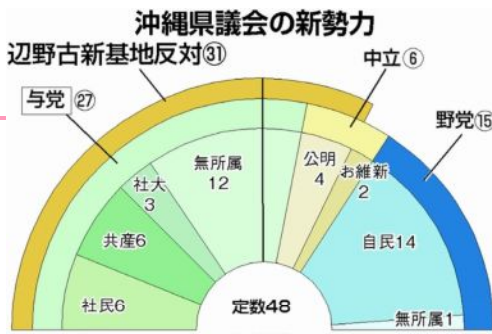 沖縄県議会の新勢力
辺野古新基地反対㉛
中立⑥
与党㉗
野党⑮
無所属
12
公明
4
お維新
2
社大
3
自民14
共産6
社民6
定数48
無所属1